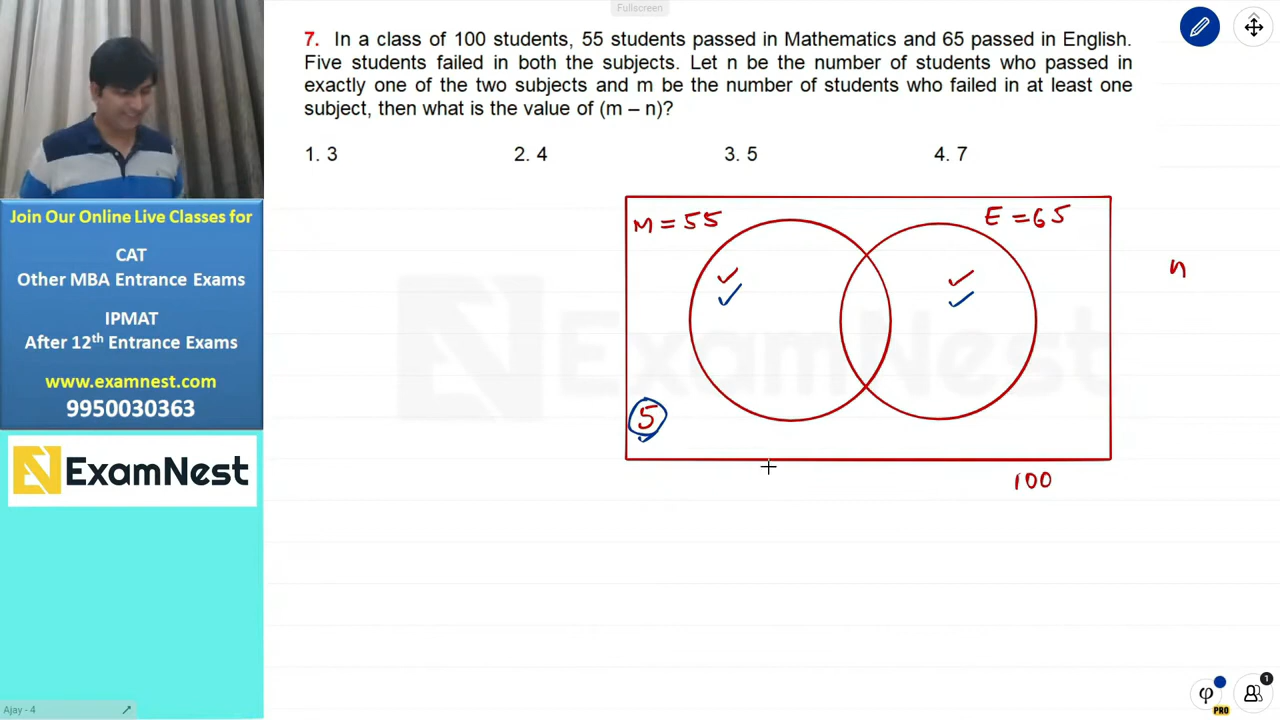 Fullscreen
7. In a class of 100 students, 55 students passed in Mathematics and 65 passed in English.
Five students failed in both the subjects. Let n be the number of students who passed in
exactly one of the two subjects and m be the number of students who failed in at least one
subject, then what is the value of (m – n)?
1. 3 2. 4 3. 5 4. 7
M = 55 E = 65
n
5
100
ExamNest
Join Our Online Live Classes for
CAT
Other MBA Entrance Exams
IPMAT
After 12th Entrance Exams
www.examnest.com
9950030363
ExamNest
Ajay - 4
φ
PRO
1